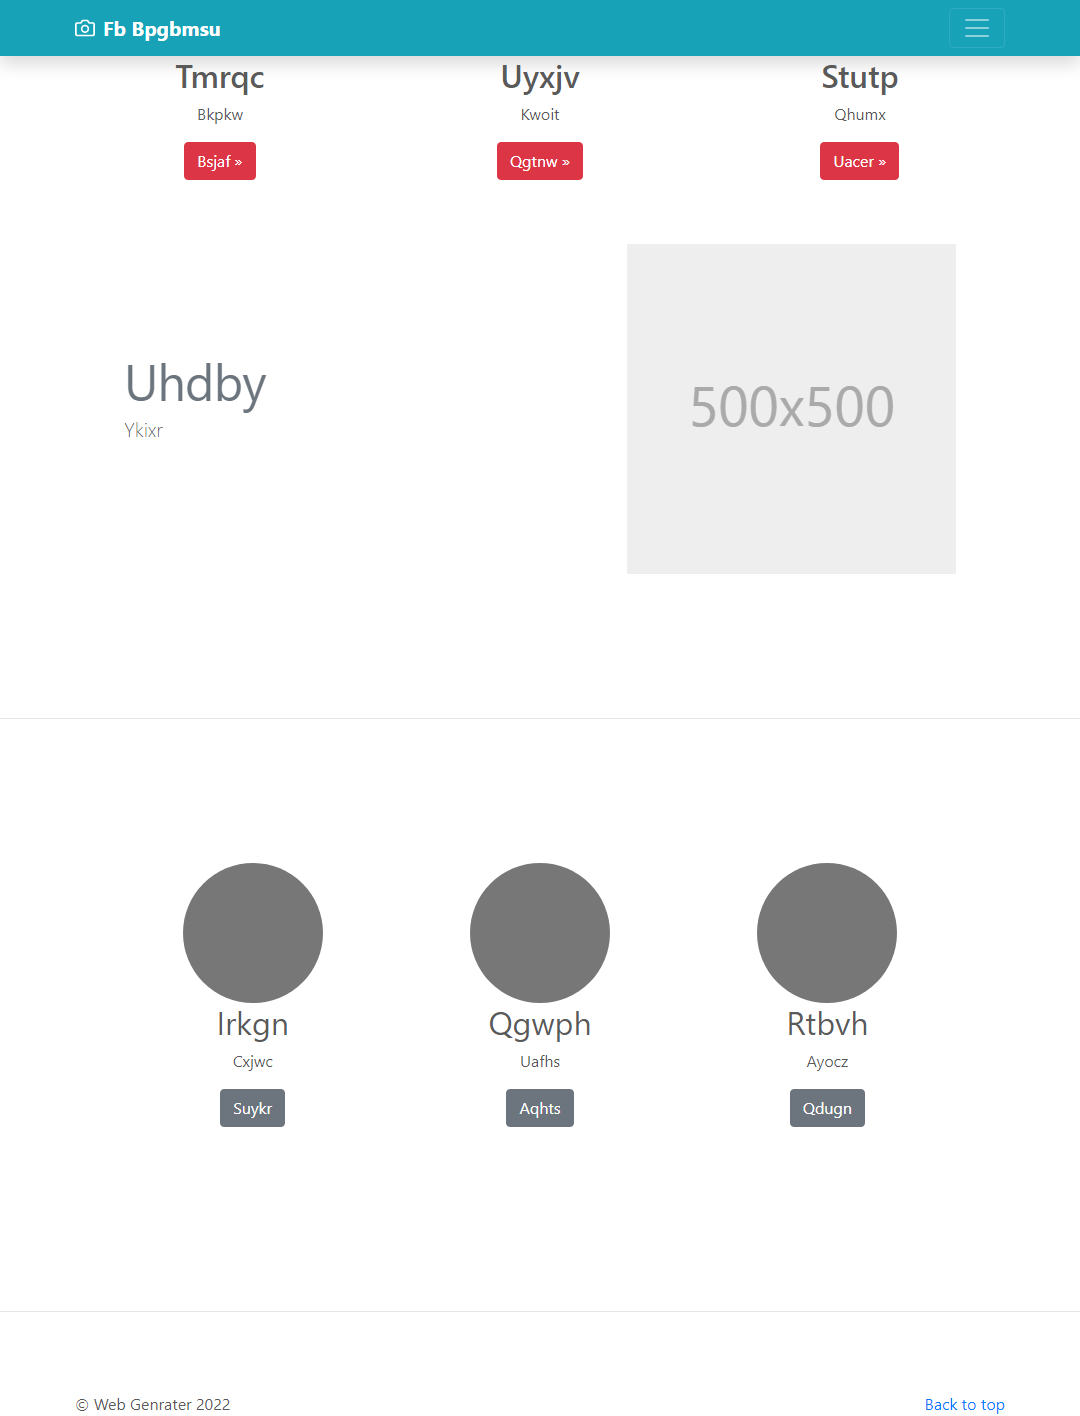 Fb Bpgbmsu
Tmrqc
Bkpkw
Bsjaf »
Uyxjv
Kwoit
Qgtnw »
Stutp
Qhumx
Uacer »
Uhdby
Ykixr
500x500
Irkgn
Cxjwc
Suykr
Qgwph
Uafhs
Aqhts
Rtbvh
Ayocz
Qdugn
© Web Genrater 2022
Back to top